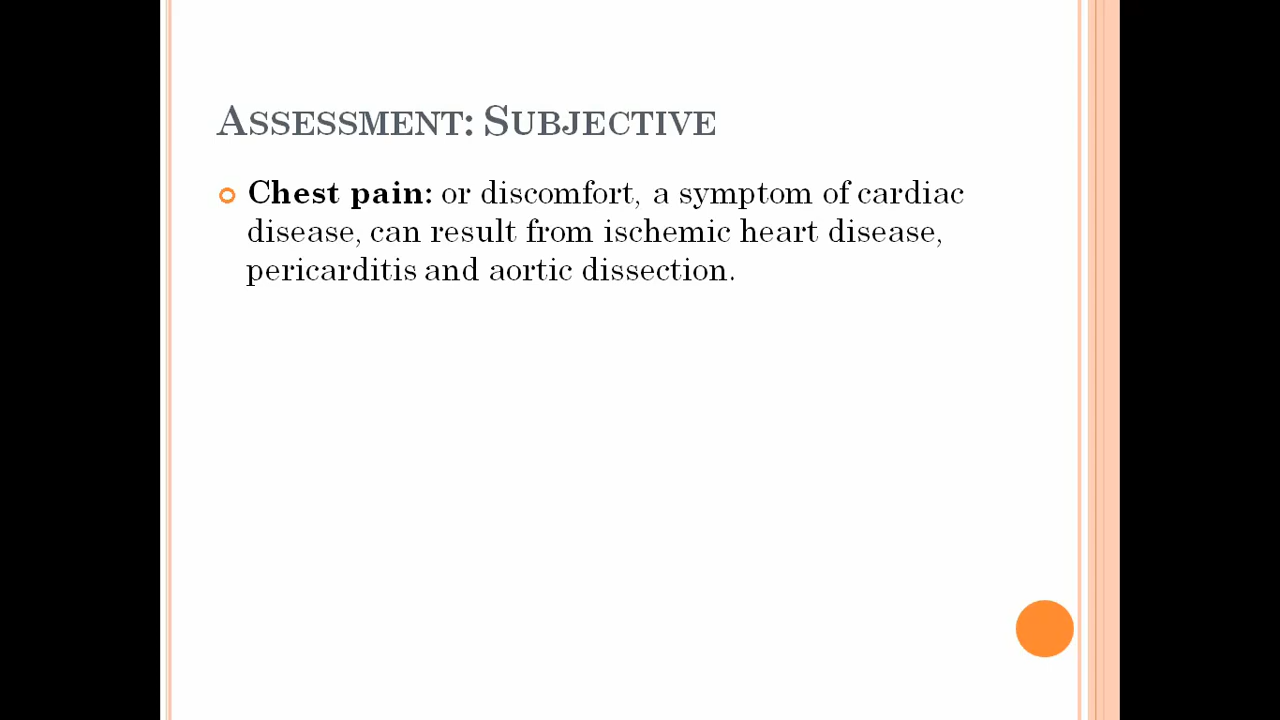 ASSESSMENT: SUBJECTIVE
Chest pain: or discomfort, a symptom of cardiac
disease, can result from ischemic heart disease,
pericarditis and aortic dissection.